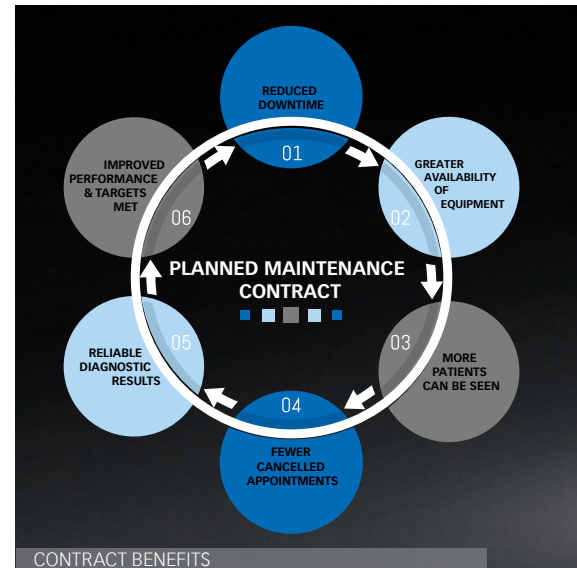 REDUCED
DOWNTIME
01
GREATER
AVAILABILITY
OF
EQUIPMENT
02
MORE
PATIENTS
CAN BE SEEN
03
04
FEWER
CANCELLED
APPOINTMENTS
RELIABLE
DIAGNOSTIC
RESULTS
05
IMPROVED
PERFORMANCE
& TARGETS
MET
06
PLANNED MAINTENANCE
CONTRACT
CONTRACT BENEFITS